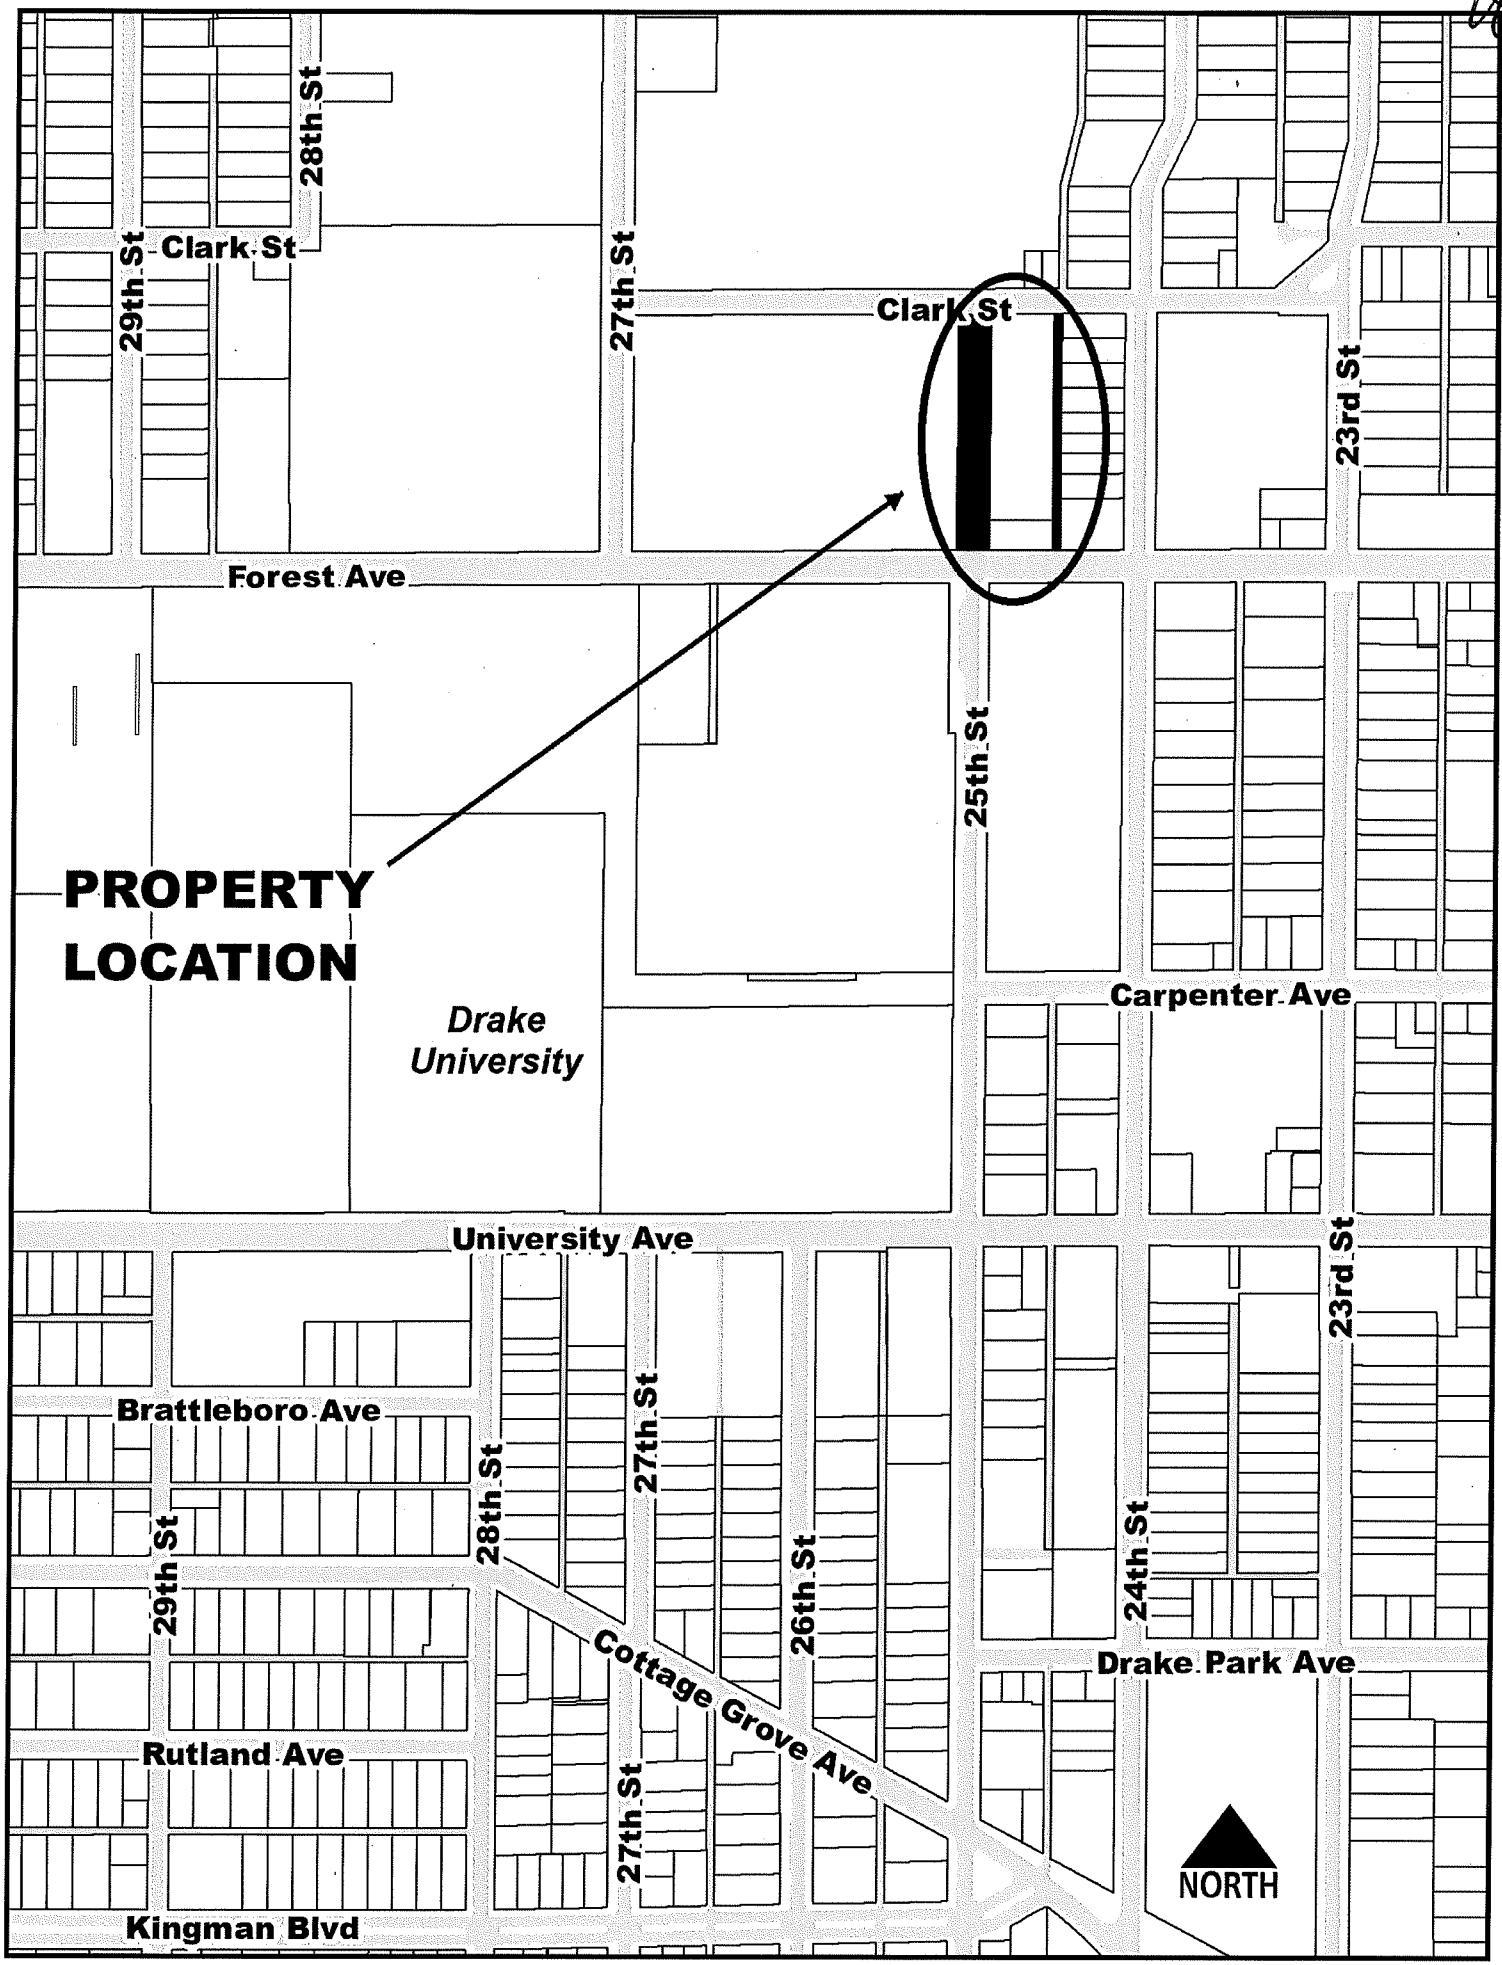 28th St
29th St
Clark St
27th St
Clark St
23rd St
Forest Ave
25th St
PROPERTY
LOCATION
Drake
University
Carpenter Ave
University Ave
23rd St
Brattleboro Ave
27th St
28th St
29th St
26th St
24th St
Cottage Grove Ave
Drake Park Ave
Rutland Ave
27th St
NORTH
Kingman Blvd